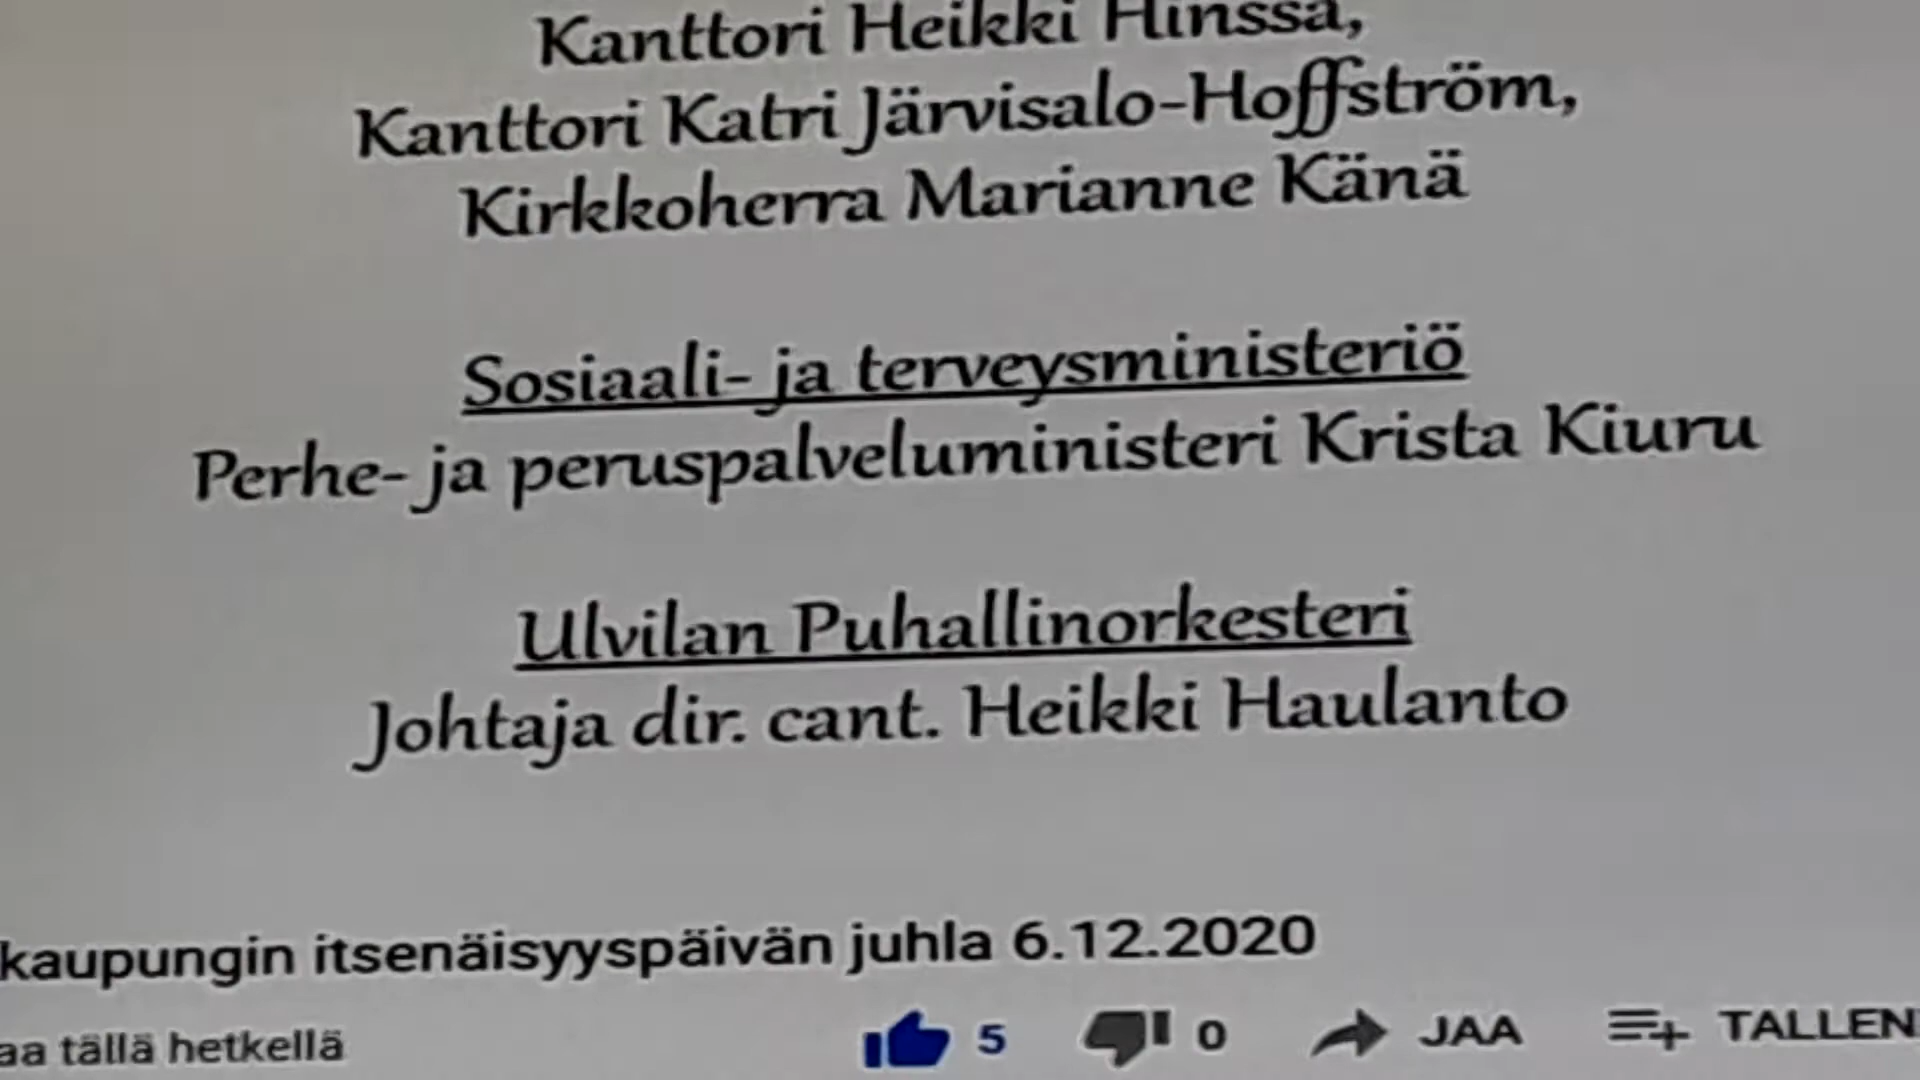 Kanttori Heikki Hinssa,
Kanttori Katri Järvisalo-Hoffström,
Kirkkoherra Marianne Känä
Sosiaali- ja terveysministeriö
Perhe- ja peruspalveluministeri Krista Kiuru
Ulvilan Puhallinorkesteri
Johtaja dir. cant. Heikki Haulanto
kaupungin itsenäisyyspäivän juhla 6.12.2020
tällä hetkellä
5 0 JAA TALLEN